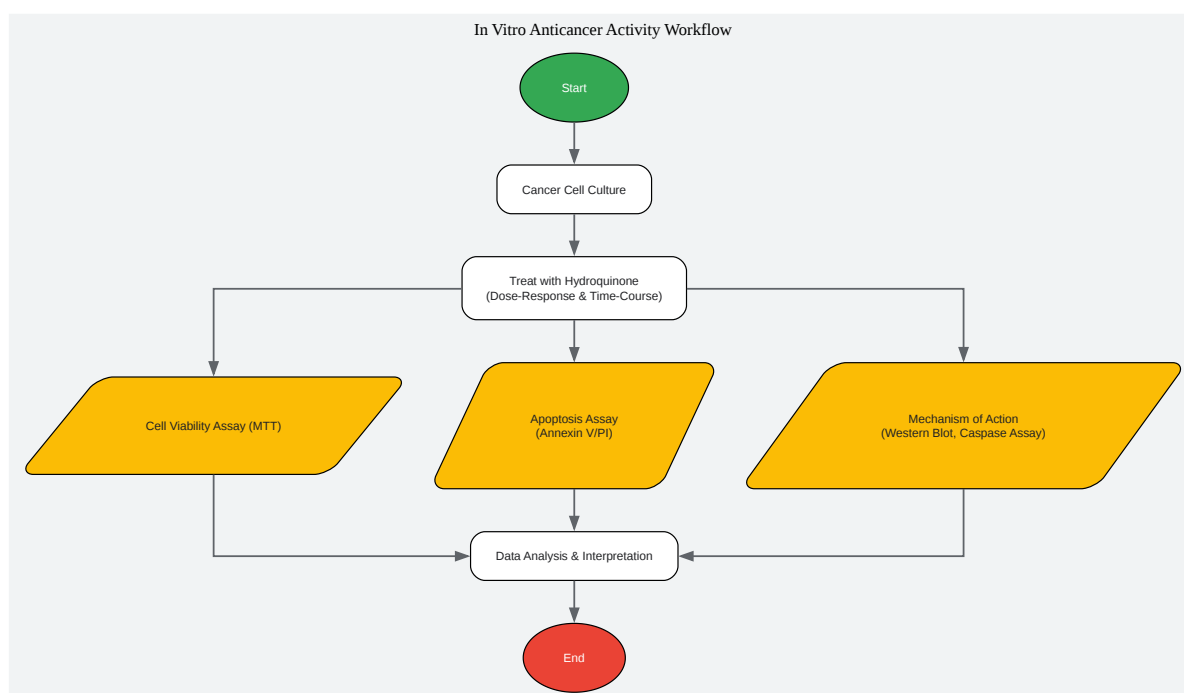 In Vitro Anticancer Activity Workflow
Start
Cancer Cell Culture
Treat with Hydroquinone
(Dose-Response & Time-Course)
Cell Viability Assay (MTT)
Apoptosis Assay
(Annexin V/PI)
Mechanism of Action
(Western Blot, Caspase Assay)
Data Analysis & Interpretation
End